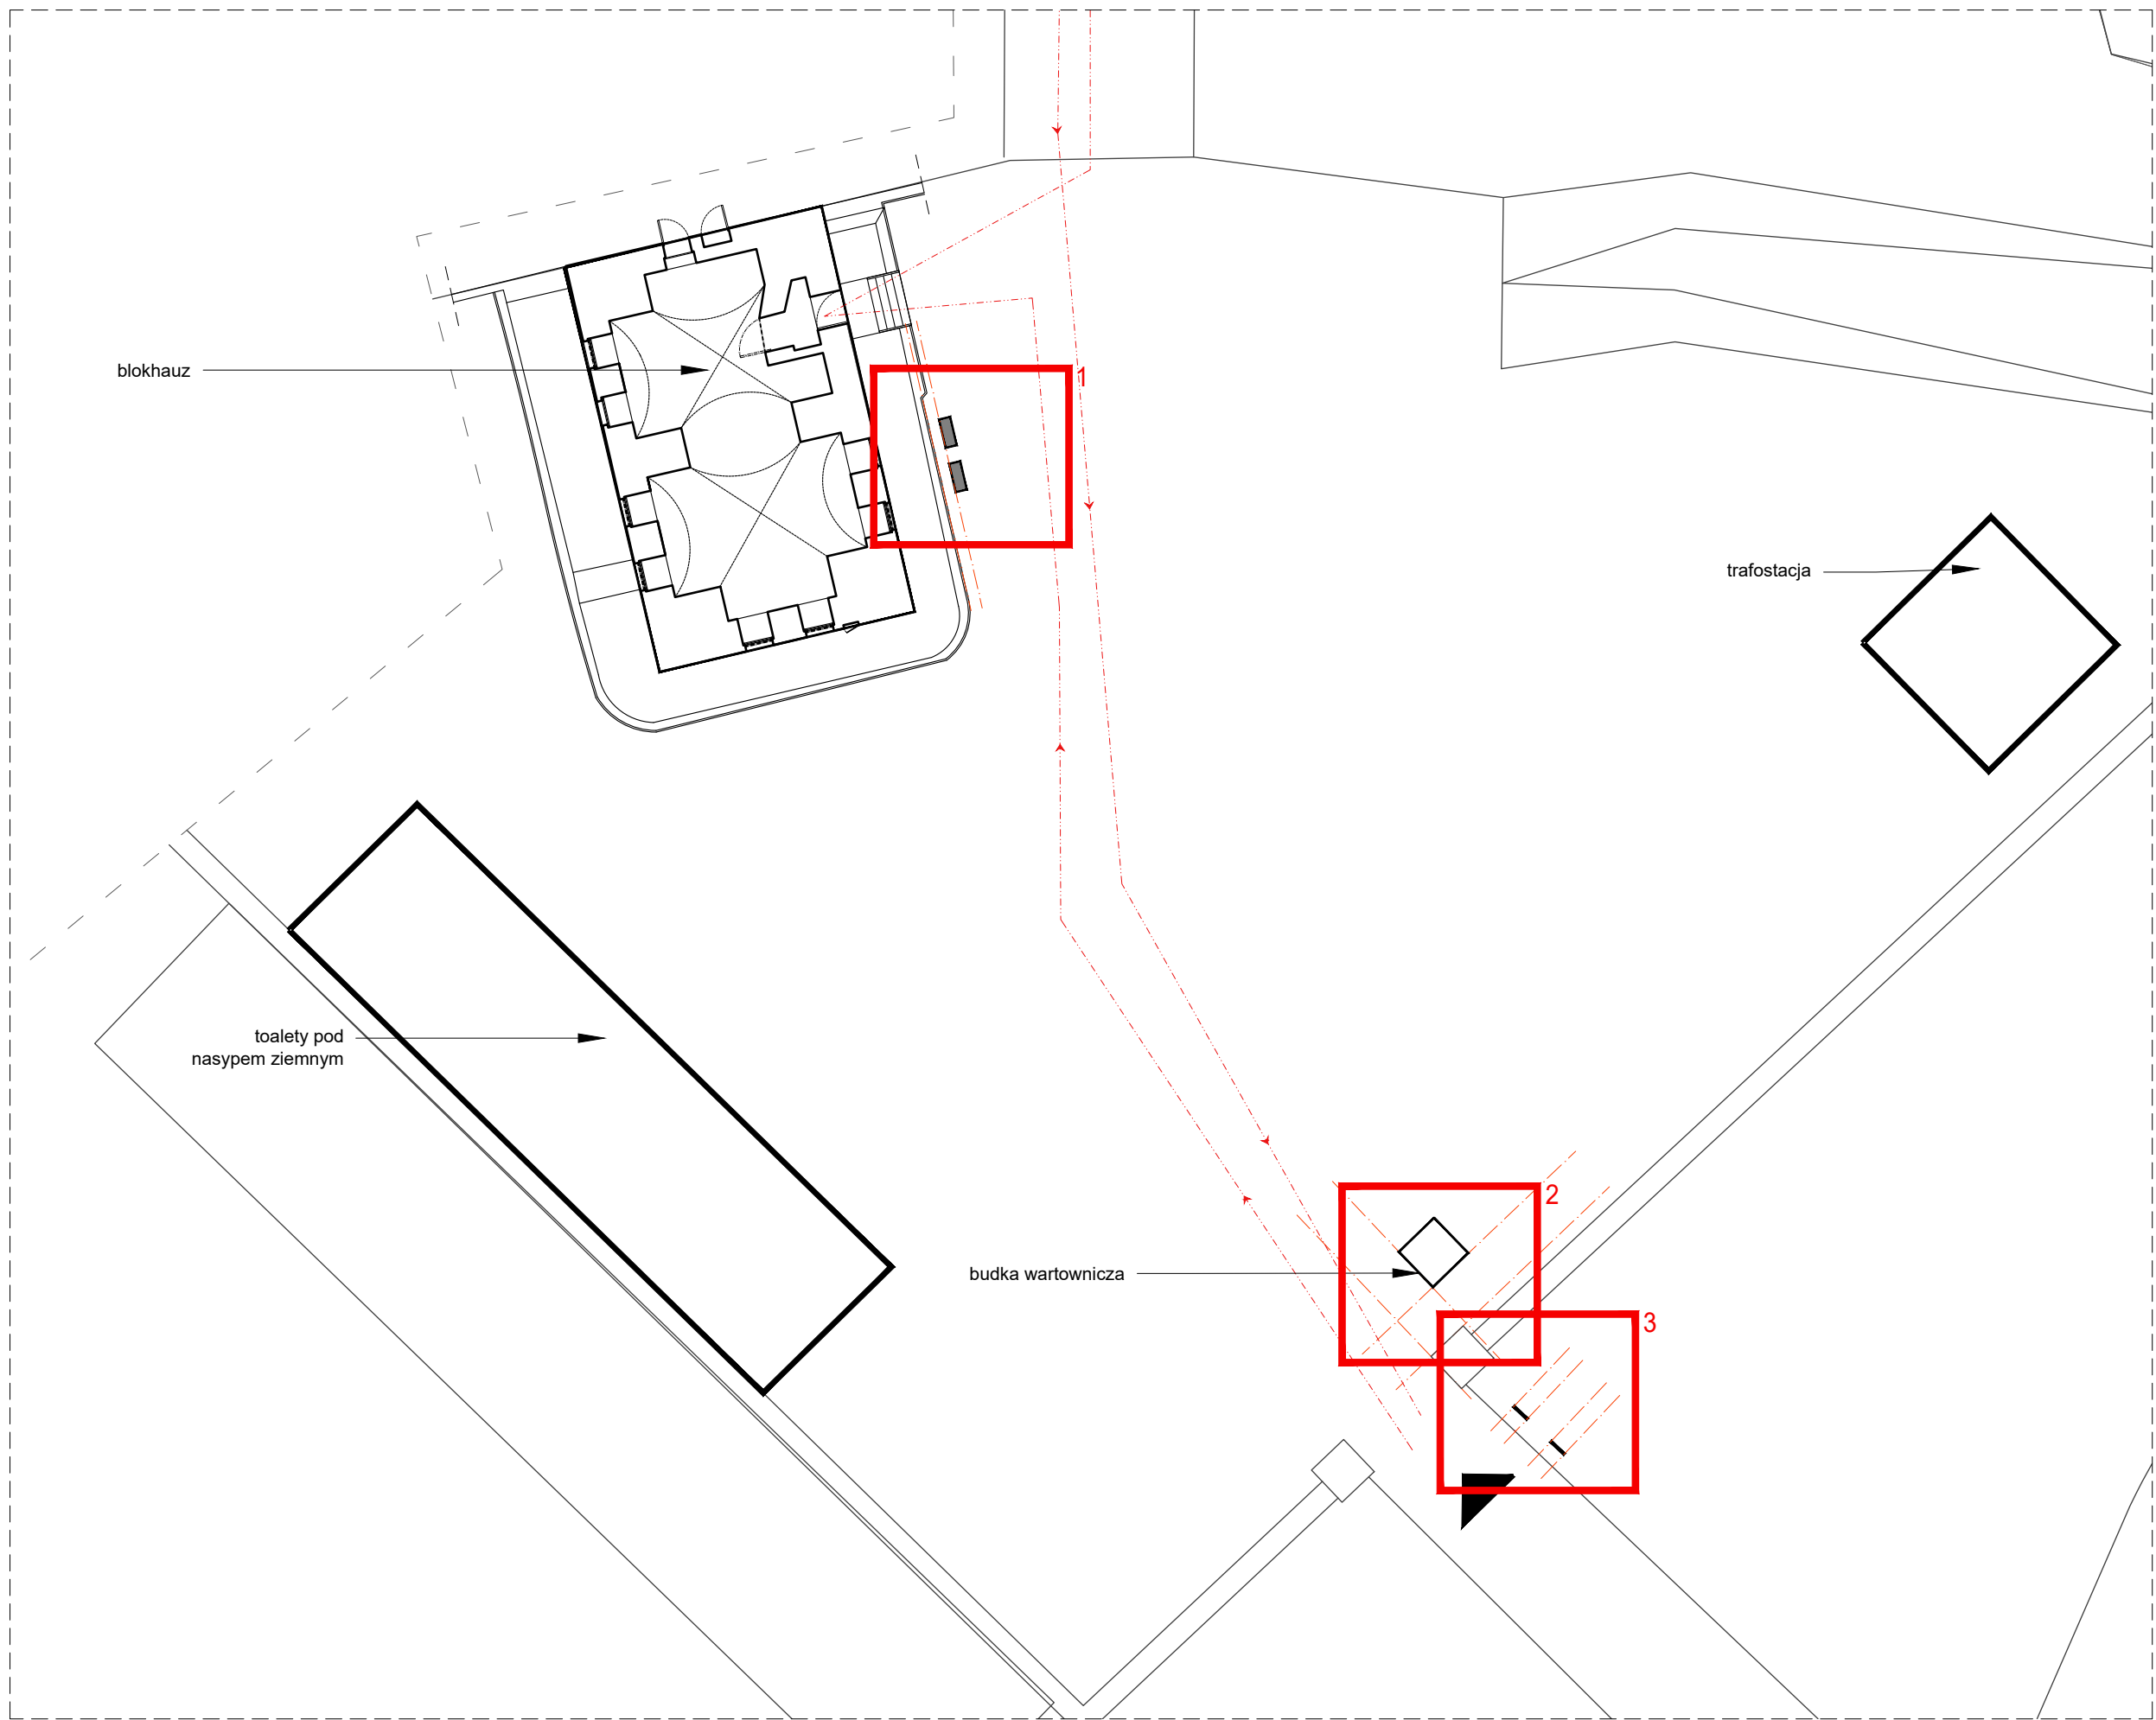 blokhauz
1
trafostacja
toalety pod
nasypem ziemnym
2
budka wartownicza
3